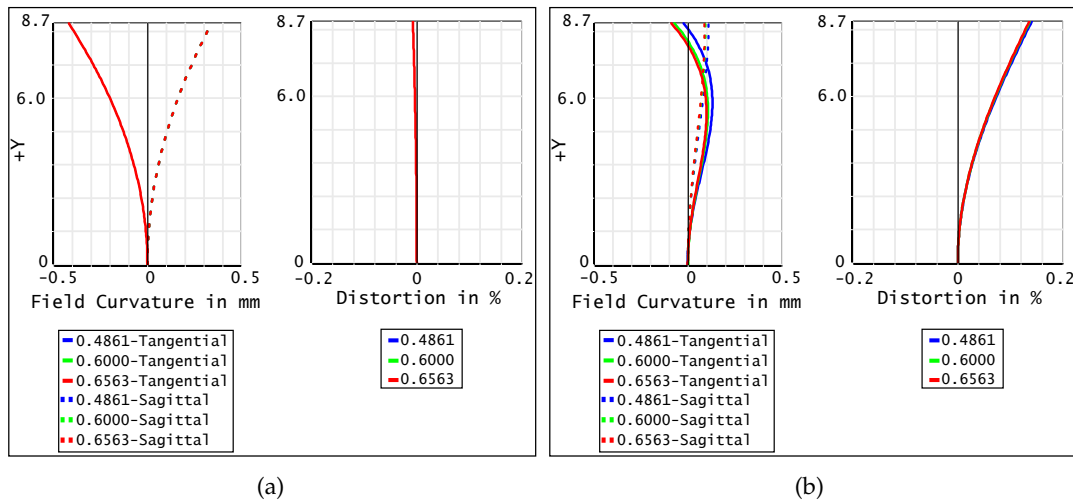 8.7
6.0
+Y
0
-0.5
0
0.5
Field Curvature in mm
0.4861-Tangential
0.6000-Tangential
0.6563-Tangential
0.4861-Sagittal
0.6000-Sagittal
0.6563-Sagittal
8.7
6.0
0
-0.2
0
0.2
Distortion in %
0.4861
0.6000
0.6563
(a)
8.7
6.0
+Y
0
-0.5
0
0.5
Field Curvature in mm
0.4861-Tangential
0.6000-Tangential
0.6563-Tangential
0.4861-Sagittal
0.6000-Sagittal
0.6563-Sagittal
8.7
6.0
0
-0.2
0
0.2
Distortion in %
0.4861
0.6000
0.6563
(b)